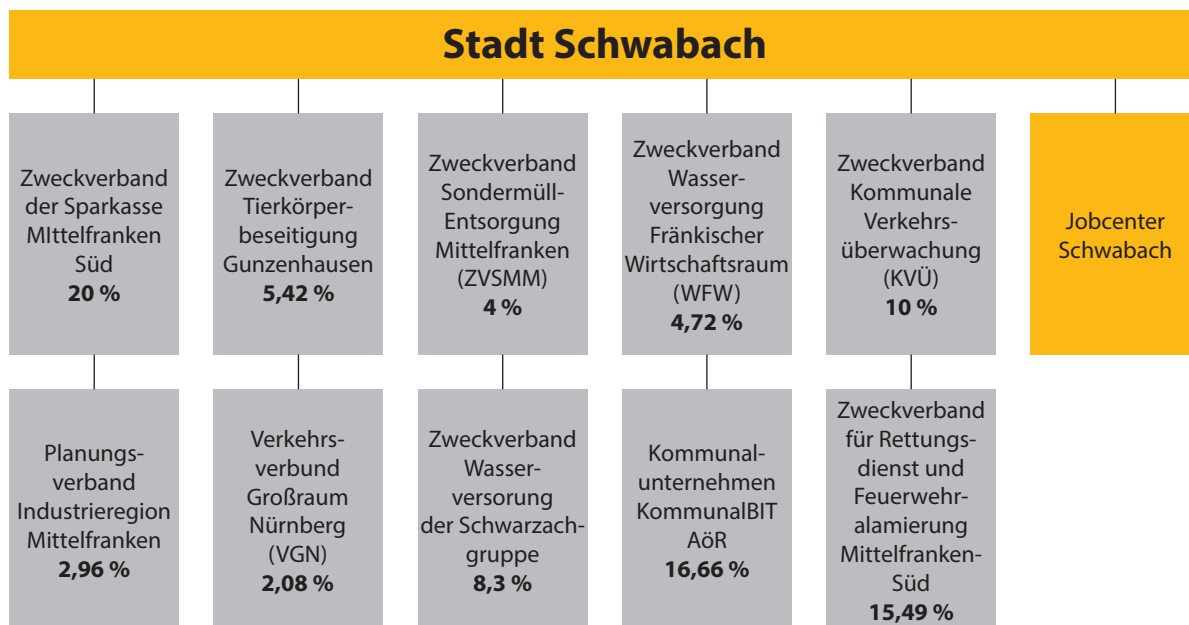 Stadt Schwabach
Zweckverband
der Sparkasse
MIttelfranken
Süd
20 %
Zweckverband
Tierkörper-
beseitigung
Gunzenhausen
5,42 %
Zweckverband
Sondermüll-
Entsorgung
Mittelfranken
(ZVSMM)
4 %
Zweckverband
Wasser-
versorgung
Fränkischer
Wirtschaftsraum
(WFW)
4,72 %
Zweckverband
Kommunale
Verkehrs-
überwachung
(KVÜ)
10 %
Jobcenter
Schwabach
Planungs-
verband
Industrieregion
Mittelfranken
2,96 %
Verkehrs-
verbund
Großraum
Nürnberg
(VGN)
2,08 %
Zweckverband
Wasser-
versorung
der Schwarzach-
gruppe
8,3 %
Kommunal-
unternehmen
KommunalBIT
AöR
16,66 %
Zweckverband
für Rettungs-
dienst und
Feuerwehr-
alamierung
Mittelfranken-
Süd
15,49 %